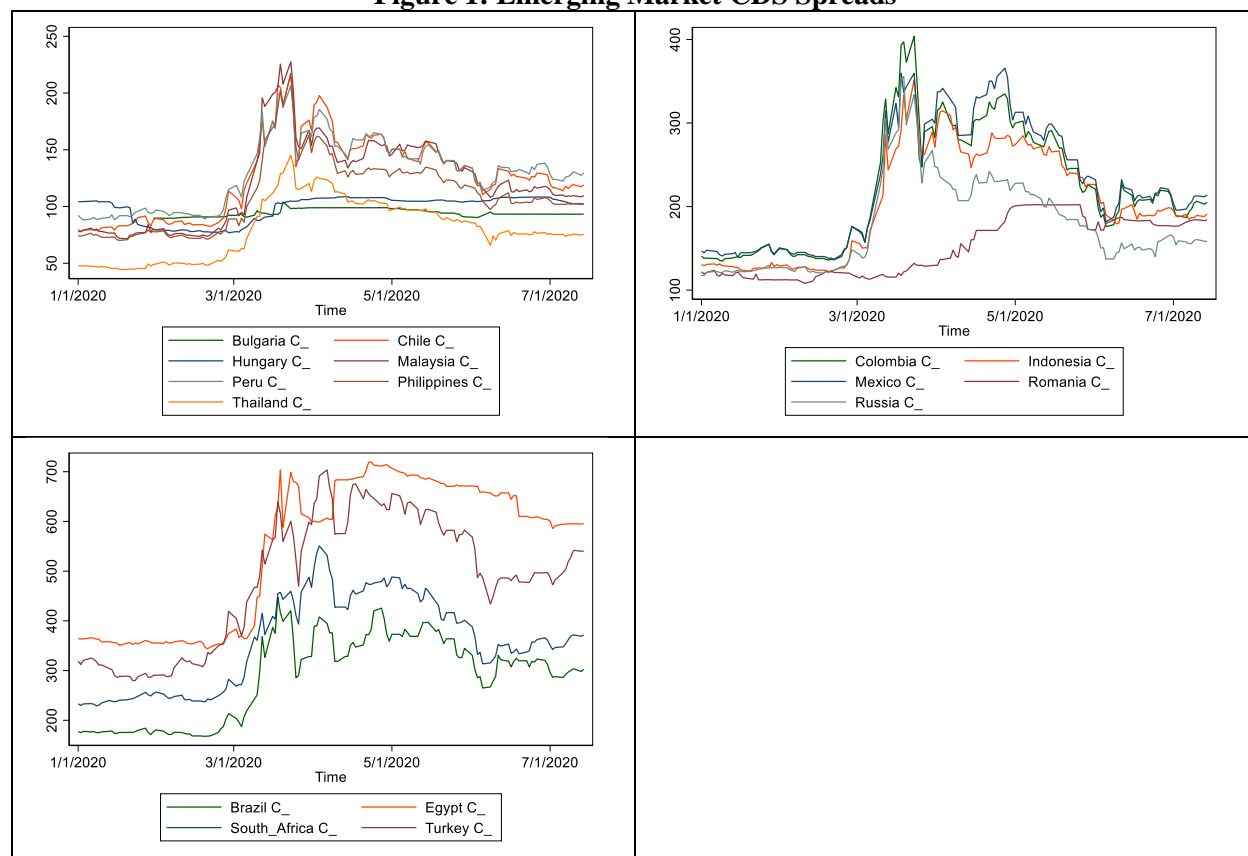 Figure 1: Emerging Market CDS Spreads
250
200
150
100
50
1/1/2020 3/1/2020 5/1/2020 7/1/2020
Time
Bulgaria C_ Chile C_
Hungary C_ Malaysia C_
Peru C_ Philippines C_
Thailand C_
400
300
200
100
1/1/2020 3/1/2020 5/1/2020 7/1/2020
Time
Colombia C_ Indonesia C_
Mexico C_ Romania C_
Russia C_
700
600
500
400
300
200
1/1/2020 3/1/2020 5/1/2020 7/1/2020
Time
Brazil C_ Egypt C_
South_Africa C_ Turkey C_